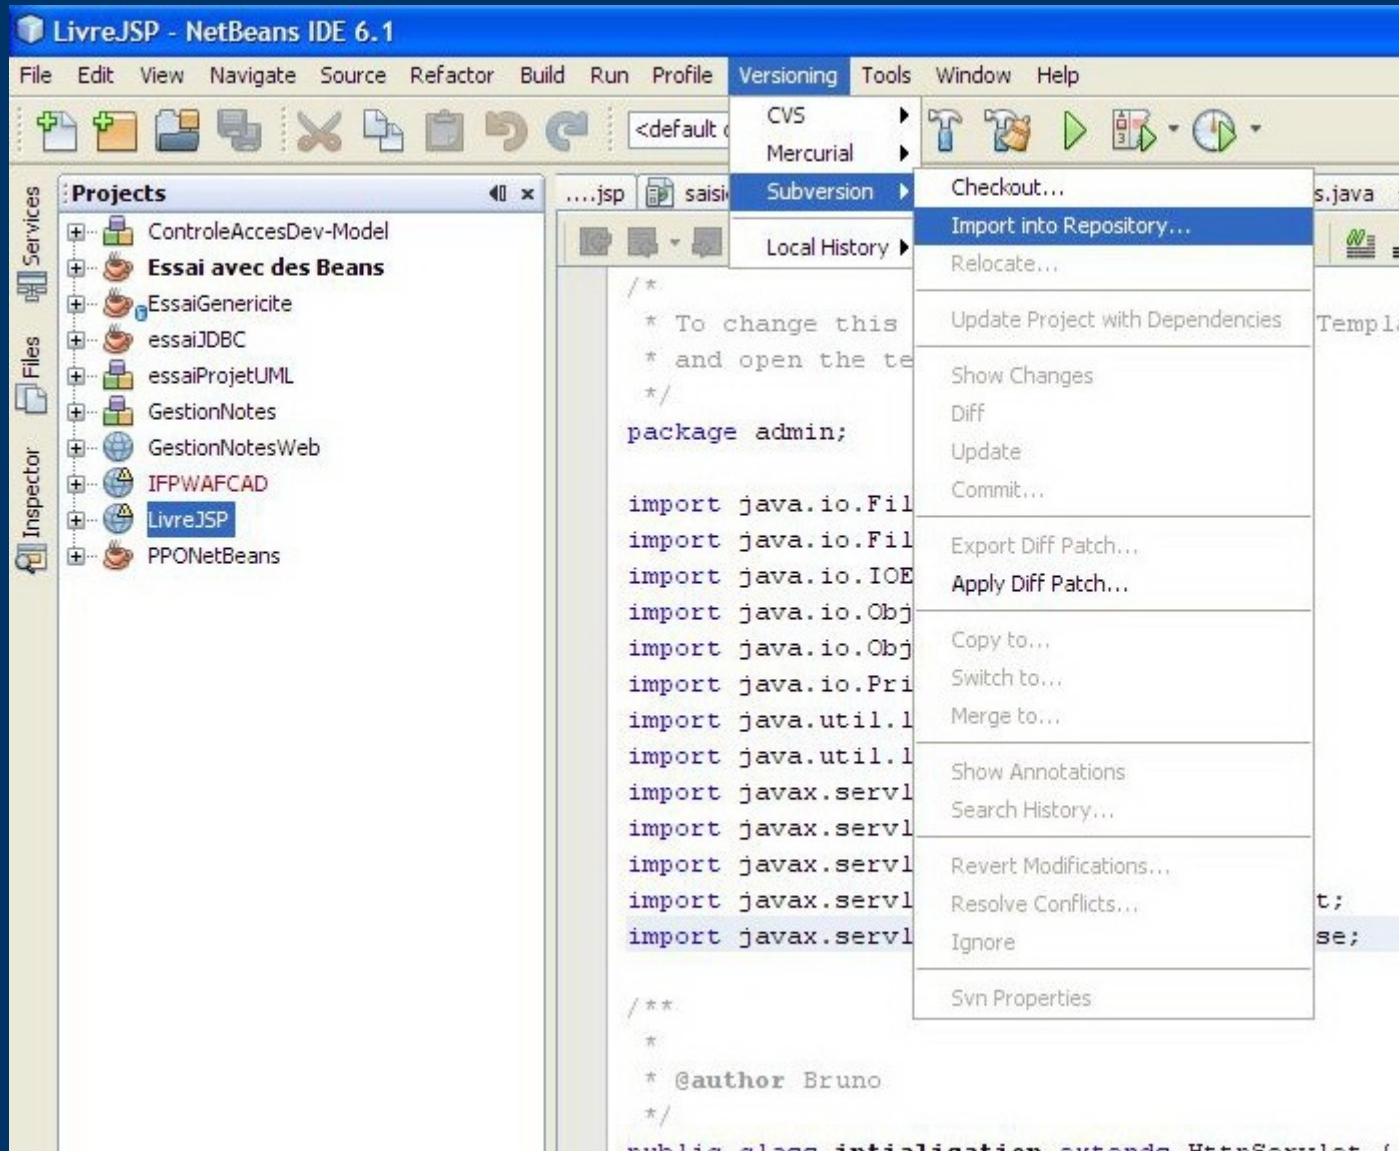 LivreJSP - NetBeans IDE 6.1
File Edit View Navigate Source Refactor Build Run Profile Versioning Tools Window Help
<default
CVS
Mercurial
Subversion
Local History
Checkout...
Import into Repository...
Relocate...
Update Project with Dependencies
Show Changes
Diff
Update
Commit...
Export Diff Patch...
Apply Diff Patch...
Copy to...
Switch to...
Merge to...
Show Annotations
Search History...
Revert Modifications...
Resolve Conflicts...
Ignore
Svn Properties
Services
Files
Inspector
Projects
ControleAccesDev-Model
Essai avec des Beans
EssaiGenericite
essaiJDBC
essaiProjetUML
GestionNotes
GestionNotesWeb
IFPWAFCAD
LivreJSP
PPONetBeans
....jsp saisi s.java
/*
* To change this Templa
* and open the te
*/
package admin;
import java.io.Fil
import java.io.Fil
import java.io.IOE
import java.io.Obj
import java.io.Obj
import java.io.Pri
import java.util.l
import java.util.l
import javax.servl
import javax.servl
import javax.servl
import javax.servl t;
import javax.servl se;
/**
*
* @author Bruno
*/
public class intialisation extends HttpServlet {